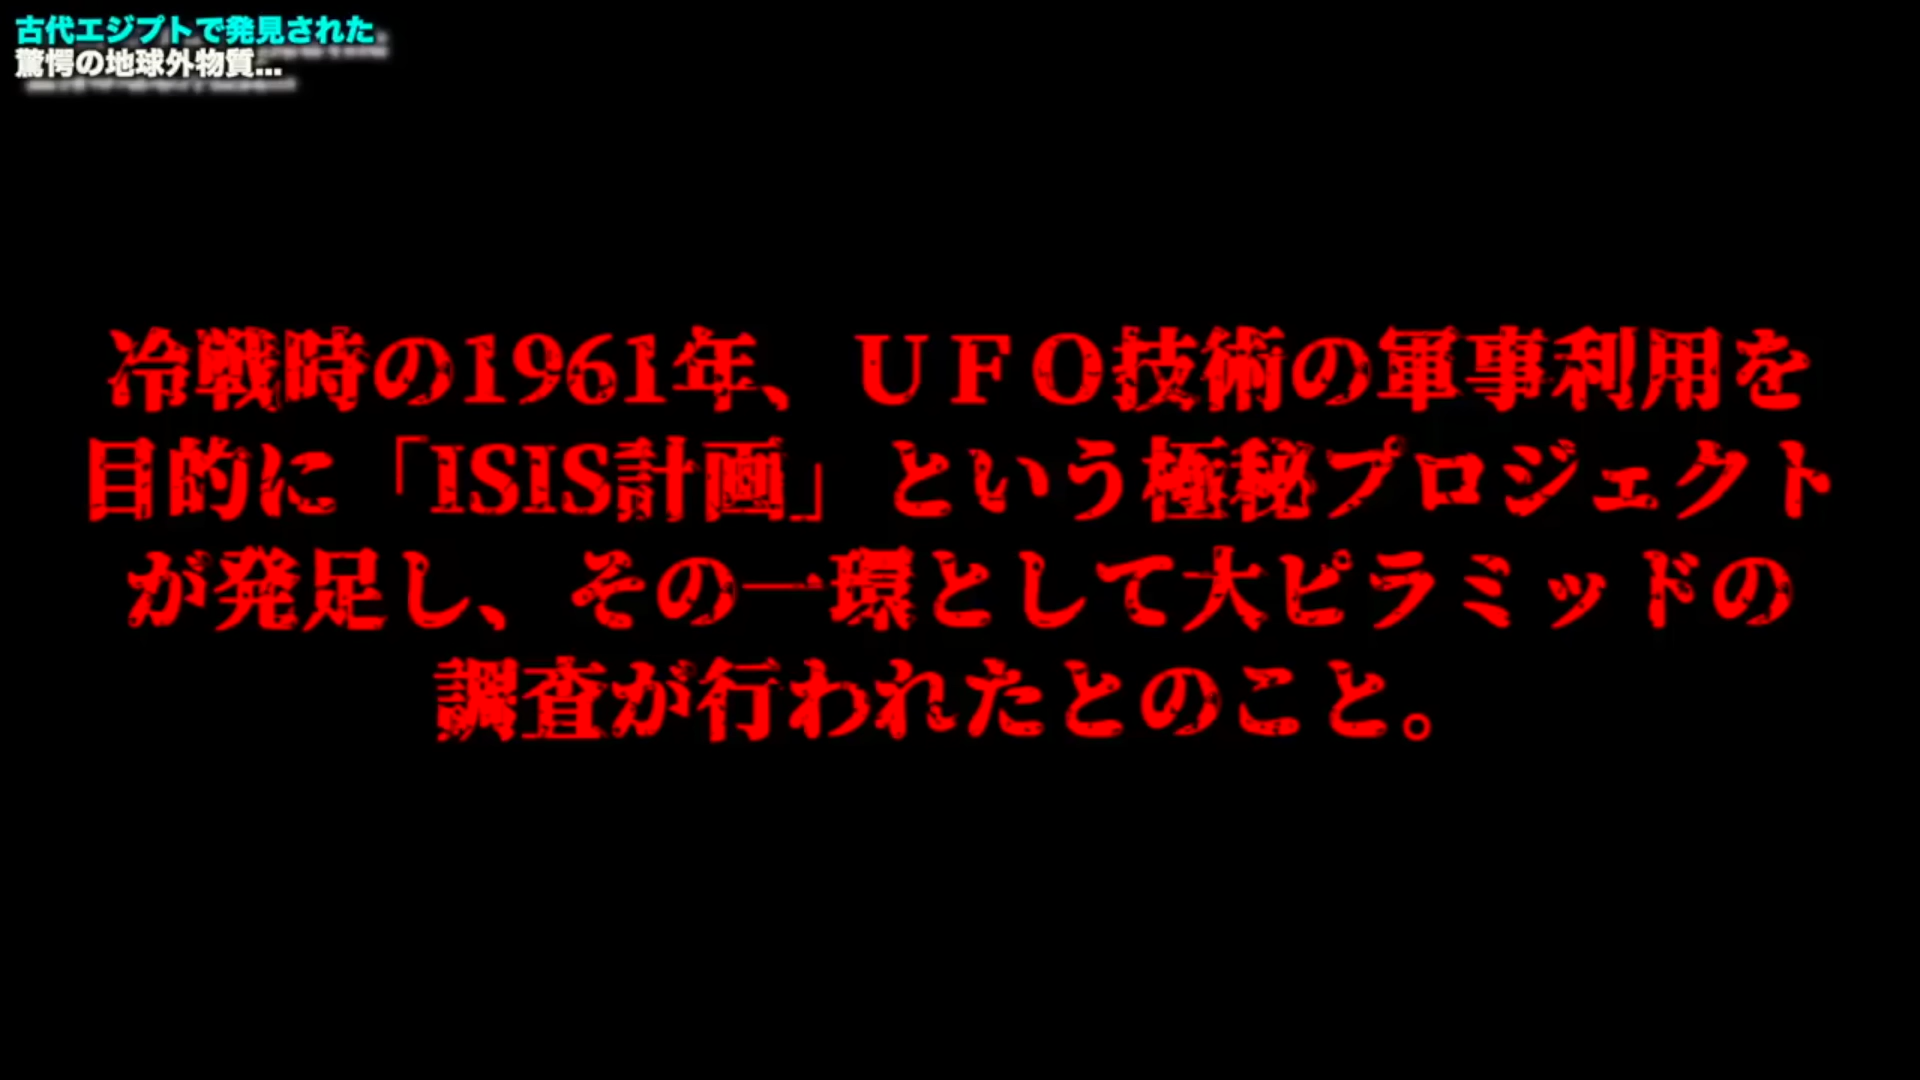 古代エジプトで発見された
驚愕の地球外物質...
冷戦時の1961年、ＵＦＯ技術の軍事利用を
目的に「ISIS計画」という極秘プロジェクト
が発足し、その一環として大ピラミッドの
調査が行われたとのこと。